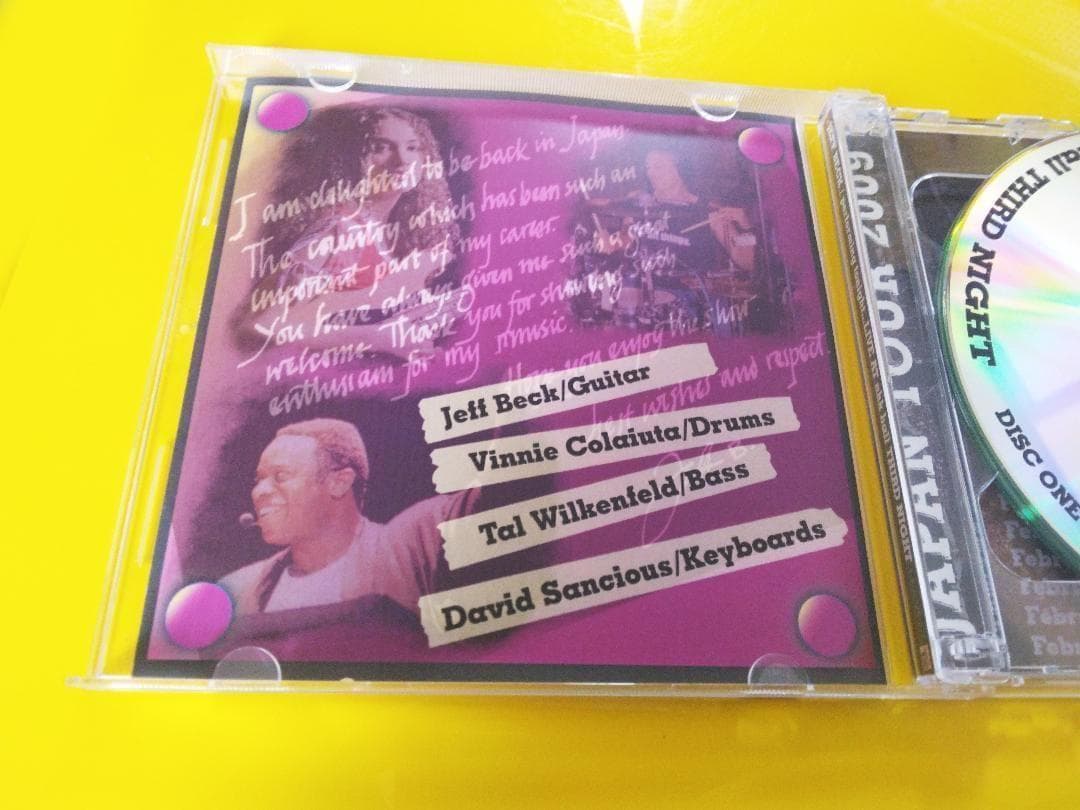 I am delighted to be back in Japan
The country which has been such an
important part of my career.
You have always given me such a great
welcome. Thank you for showing such
enthusiasm for my music.
you enjoy the show
best wishes and respect.
Jeff Beck/Guitar
Vinnie Colaiuta/Drums
Tal Wilkenfeld/Bass
David Sancious/Keyboards
JAPAN TOUR 2009
THIRD NIGHT
THIRD NIGHT
DISC ONE